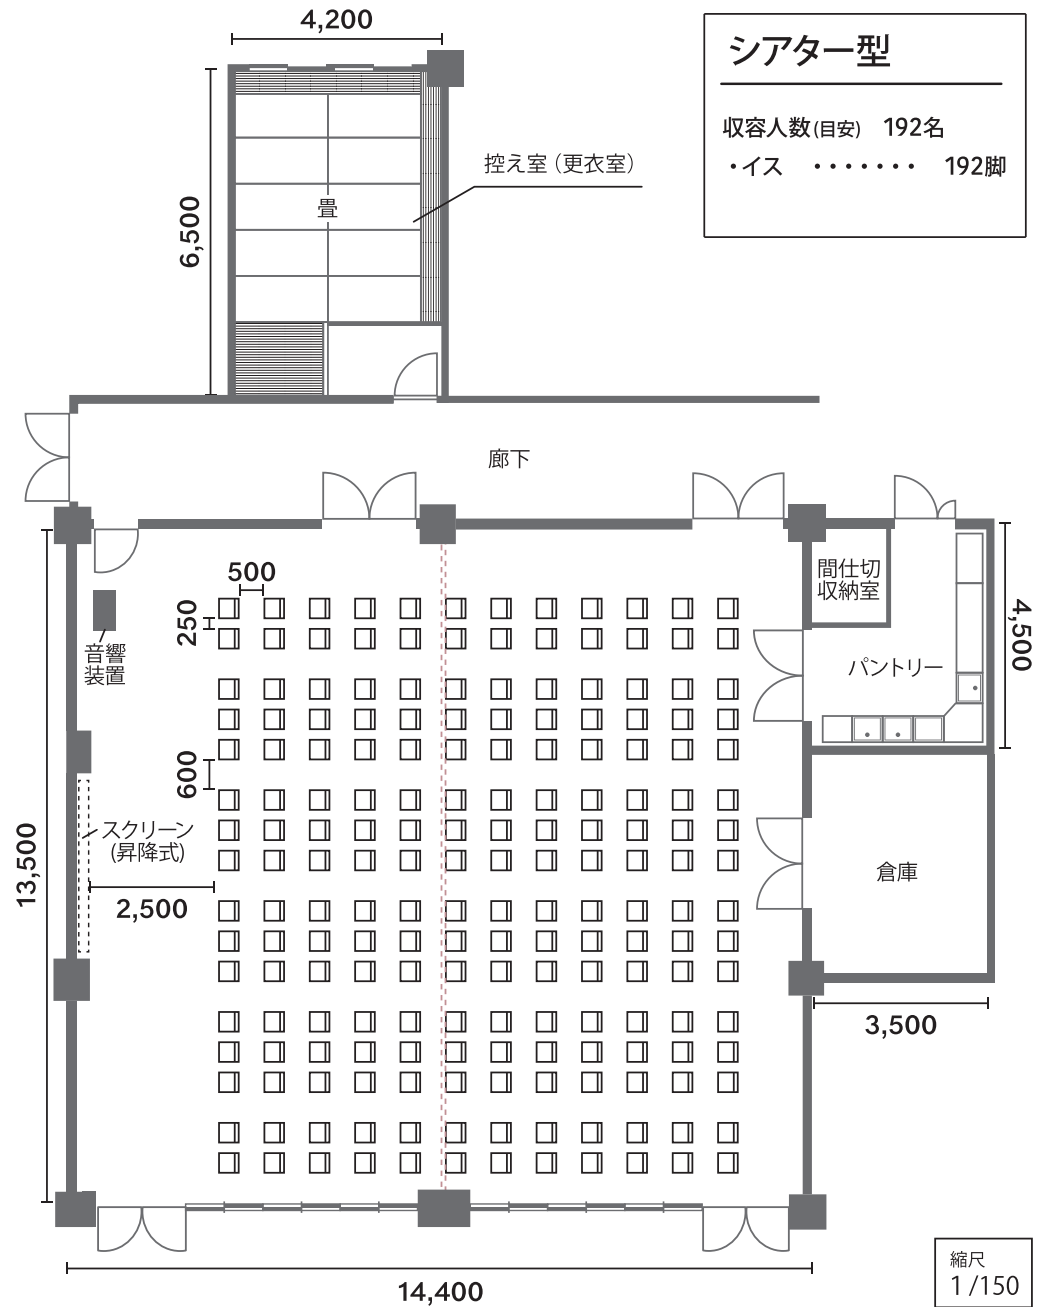 4,200
シアター型
収容人数(目安) 192名
・イス ・・・・・・・ 192脚
控え室（更衣室）
畳
6,500
廊下
500
250
間仕切
収納室
4,500
音響
装置
パントリー
600
スクリーン
(昇降式)
13,500
倉庫
2,500
3,500
14,400
縮尺
1/150